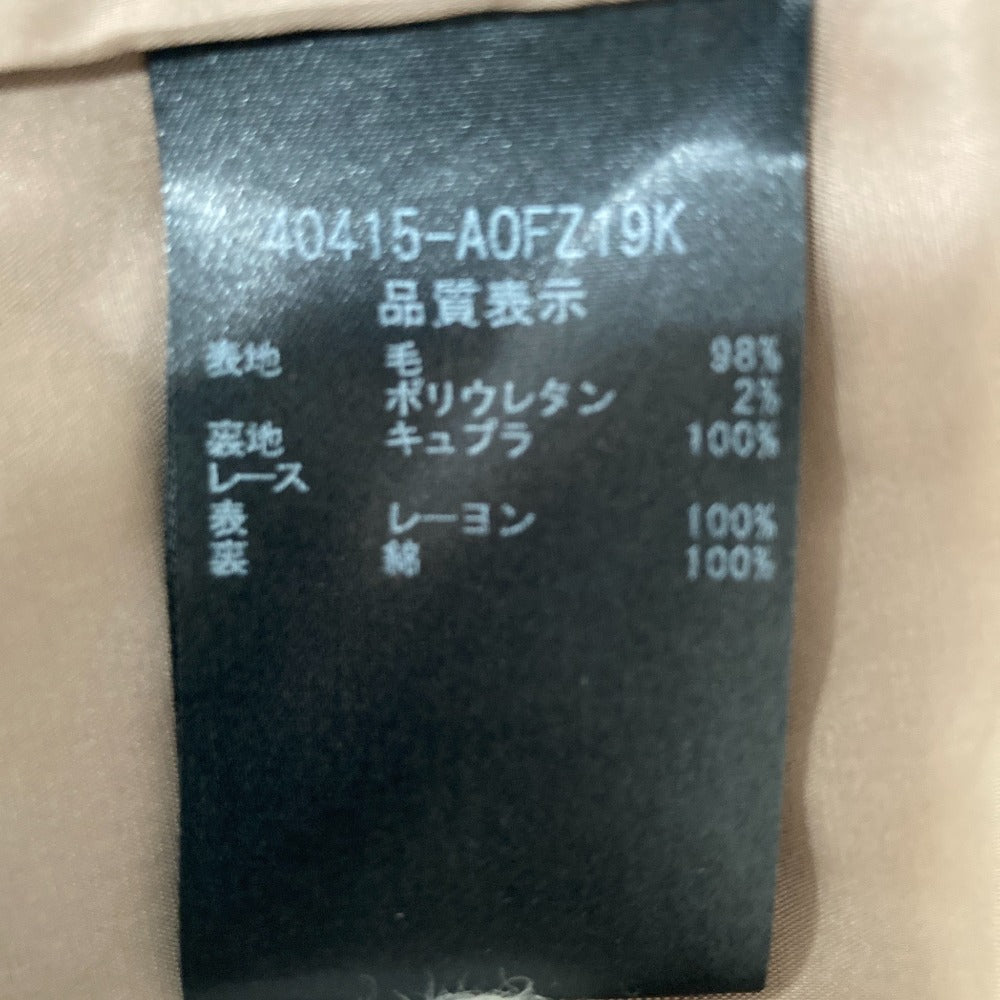 40415-A0FZ19K
品質表示
表地 毛 98%
ポリウレタン 2%
裏地 キュプラ 100%
レース
表 レーヨン 100%
裏 綿 100%